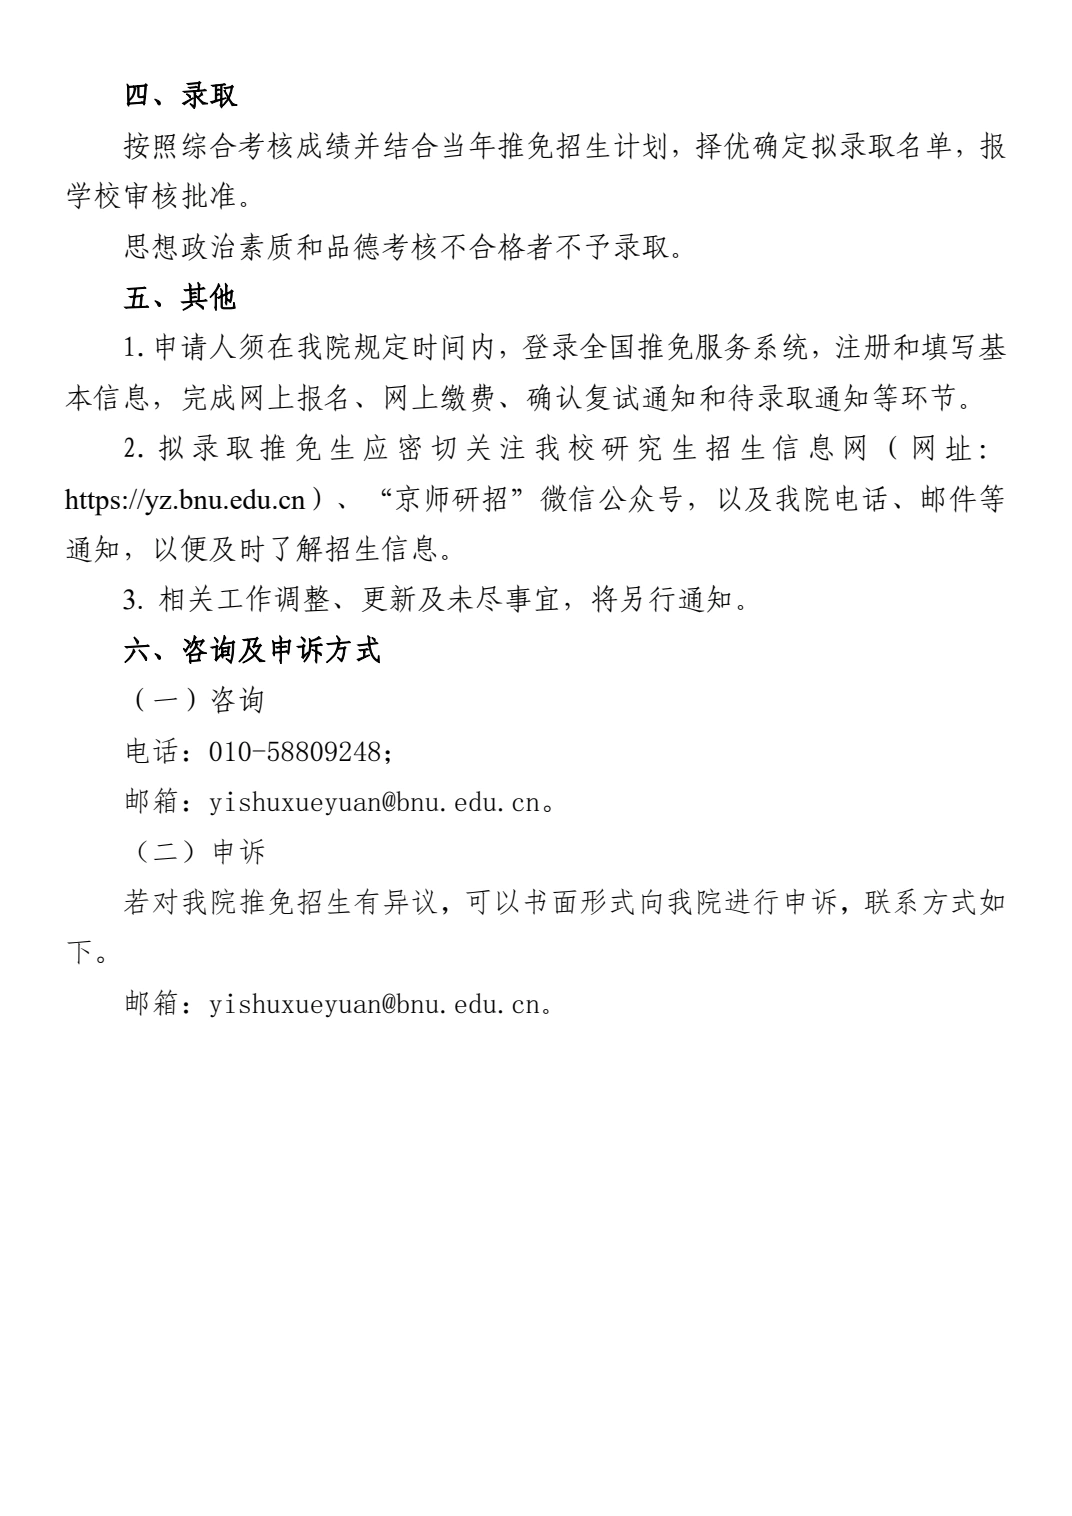 四、录取
按照综合考核成绩并结合当年推免招生计划，择优确定拟录取名单，报
学校审核批准。
思想政治素质和品德考核不合格者不予录取。
五、其他
1.申请人须在我院规定时间内，登录全国推免服务系统，注册和填写基
本信息，完成网上报名、网上缴费、确认复试通知和待录取通知等环节。
2.拟录取推免生应密切关注我校研究生招生信息网（网址：
https://yz.bnu.edu.cn）、“京师研招”微信公众号，以及我院电话、邮件等
通知，以便及时了解招生信息。
3. 相关工作调整、更新及未尽事宜，将另行通知。
六、咨询及申诉方式
（一）咨询
电话：010-58809248；
邮箱：yishuxueyuan@bnu.edu.cn。
（二）申诉
若对我院推免招生有异议，可以书面形式向我院进行申诉，联系方式如
下。
邮箱：yishuxueyuan@bnu.edu.cn。